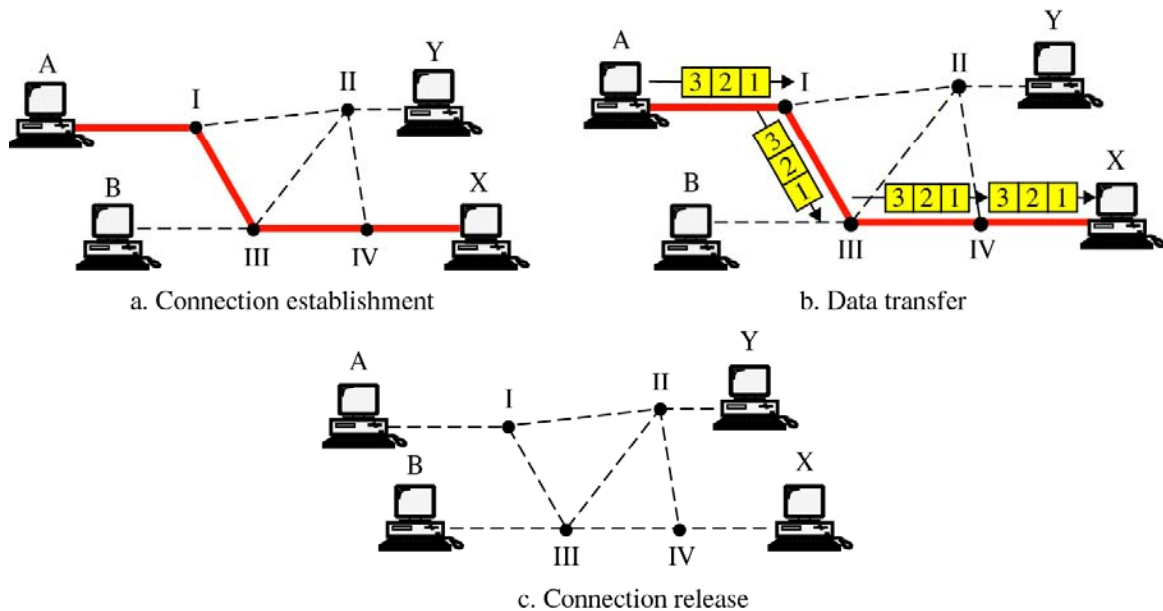 A
I
II
Y
B
III
IV
X
a. Connection establishment
A
3 2 1
I
II
Y
3 2 1
B
3 2 1
3 2 1
X
III
IV
b. Data transfer
A
I
II
Y
B
III
IV
X
c. Connection release